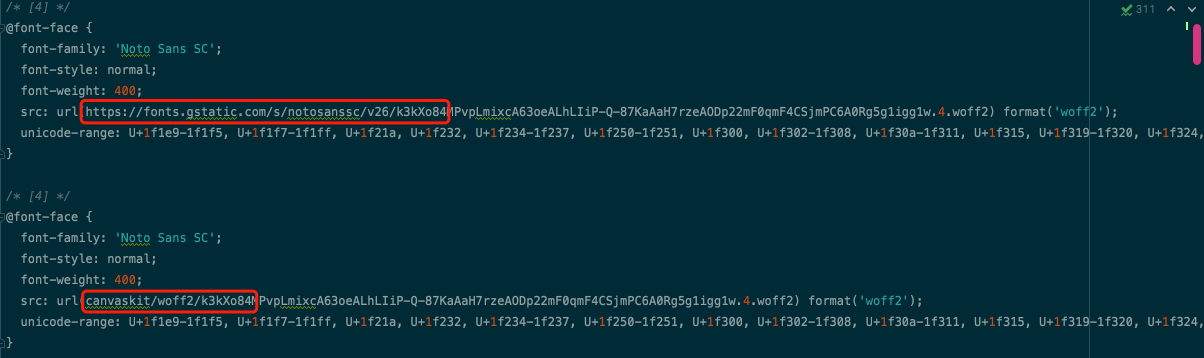 /* [4] */
311
@font-face {
font-family: 'Noto Sans SC';
font-style: normal;
font-weight: 400;
src: url(https://fonts.gstatic.com/s/notosanssc/v26/k3kXo84MPvpLmixcA63oeALhLIiP-Q-87KaAaH7rzeAODp22mF0qmF4CSjmPC6A0Rg5g1igg1w.4.woff2) format('woff2');
unicode-range: U+1f1e9-1f1f5, U+1f1f7-1f1ff, U+1f21a, U+1f232, U+1f234-1f237, U+1f250-1f251, U+1f300, U+1f302-1f308, U+1f30a-1f311, U+1f315, U+1f319-1f320, U+1f324,
}
/* [4] */
@font-face {
font-family: 'Noto Sans SC';
font-style: normal;
font-weight: 400;
src: url(canvaskit/woff2/k3kXo84MPvpLmixcA63oeALhLIiP-Q-87KaAaH7rzeAODp22mF0qmF4CSjmPC6A0Rg5g1igg1w.4.woff2) format('woff2');
unicode-range: U+1f1e9-1f1f5, U+1f1f7-1f1ff, U+1f21a, U+1f232, U+1f234-1f237, U+1f250-1f251, U+1f300, U+1f302-1f308, U+1f30a-1f311, U+1f315, U+1f319-1f320, U+1f324,
}